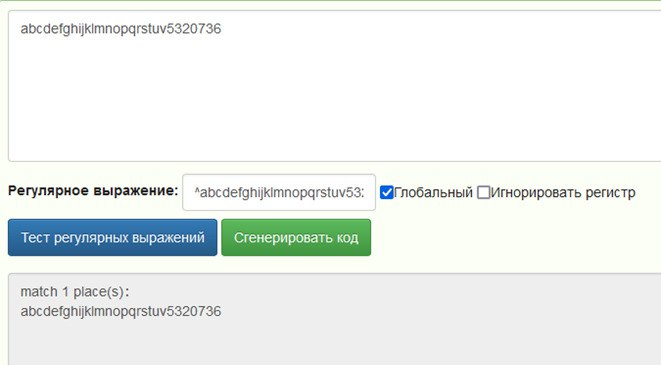 abcdefghijklmnopqrstuv5320736
Регулярное выражение: ^abcdefghijklmnopqrstuv53 Глобальный Игнорировать регистр
Тест регулярных выражений Сгенерировать код
match 1 place(s):
abcdefghijklmnopqrstuv5320736